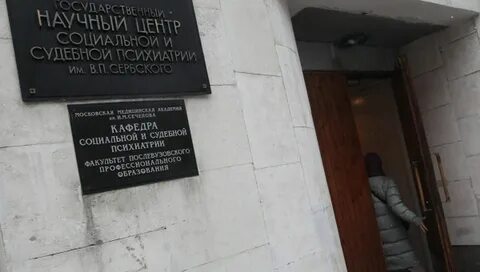 ГОСУДАРСТВЕННЫЙ
НАУЧНЫЙ ЦЕНТР
СОЦИАЛЬНОЙ И
СУДЕБНОЙ ПСИХИАТРИИ
ИМ. В.П. СЕРБСКОГО
МОСКОВСКАЯ МЕДИЦИНСКАЯ АКАДЕМИЯ
ИМ. И.М. СЕЧЕНОВА
КАФЕДРА
СОЦИАЛЬНОЙ И СУДЕБНОЙ
ПСИХИАТРИИ
ФАКУЛЬТЕТ ПОСЛЕВУЗОВСКОГО
ПРОФЕССИОНАЛЬНОГО
ОБРАЗОВАНИЯ